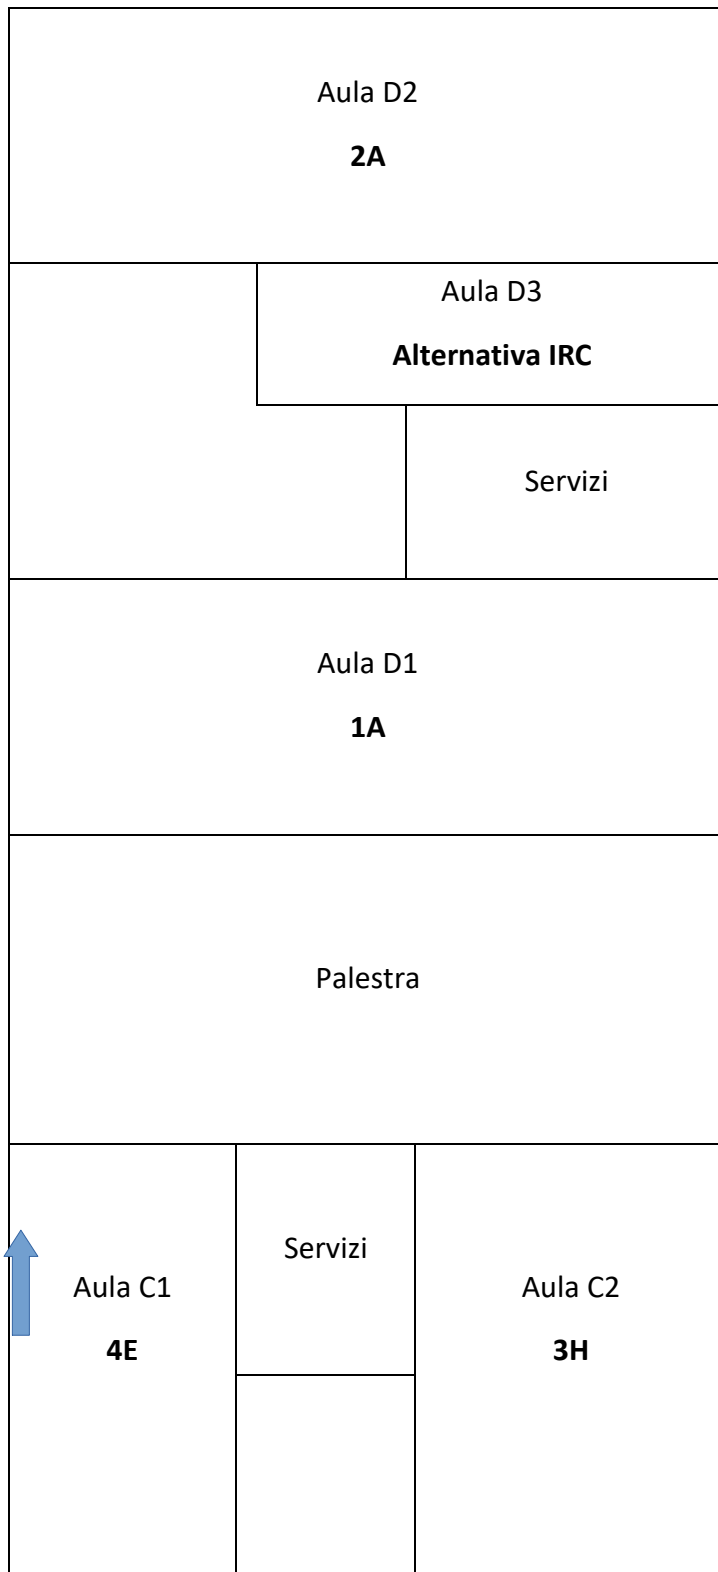 Aula D2
2A
Aula D3
Alternativa IRC
Servizi
Aula D1
1A
Palestra
Servizi
Aula C1
4E
Aula C2
3H